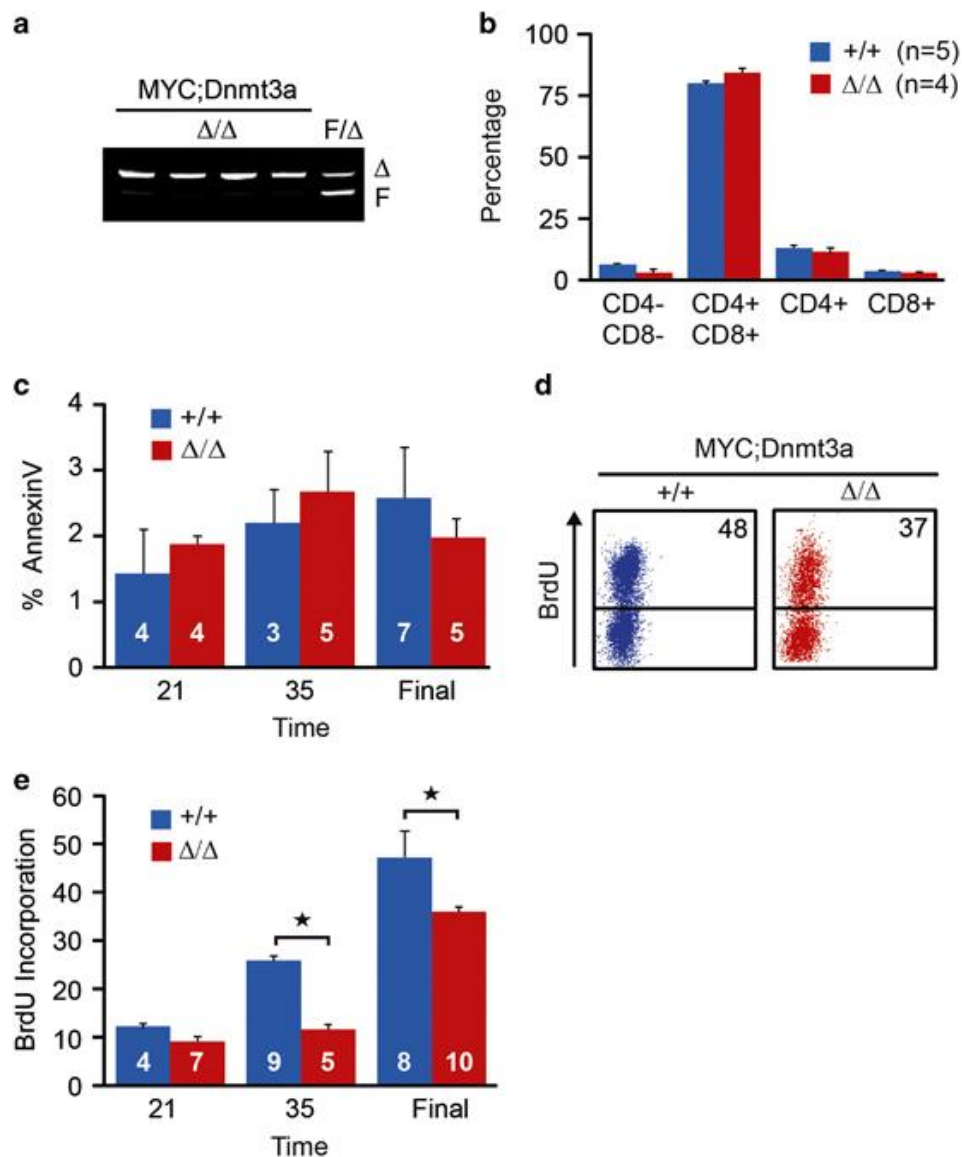 a
MYC;Dnmt3a
Δ/Δ F/Δ
Δ
F
b
100
75
50
25
0
Percentage
+/+ (n=5)
Δ/Δ (n=4)
CD4- CD4+ CD4+ CD8+
CD8- CD8+
c
4
3
2
1
0
% AnnexinV
+/+
Δ/Δ
4 4 3 5 7 5
21 35 Final
Time
d
MYC;Dnmt3a
+/+ Δ/Δ
48 37
BrdU
e
60
50
40
30
20
10
0
BrdU Incorporation
+/+
Δ/Δ
★
★
4 7 9 5 8 10
21 35 Final
Time